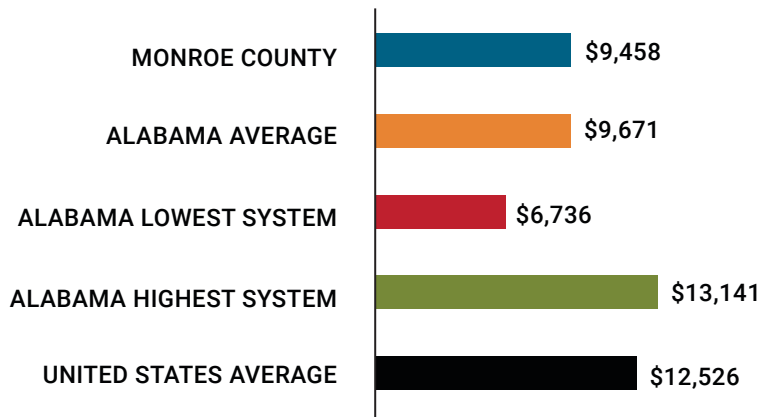 MONROE COUNTY $9,458
ALABAMA AVERAGE $9,671
ALABAMA LOWEST SYSTEM $6,736
ALABAMA HIGHEST SYSTEM $13,141
UNITED STATES AVERAGE $12,526